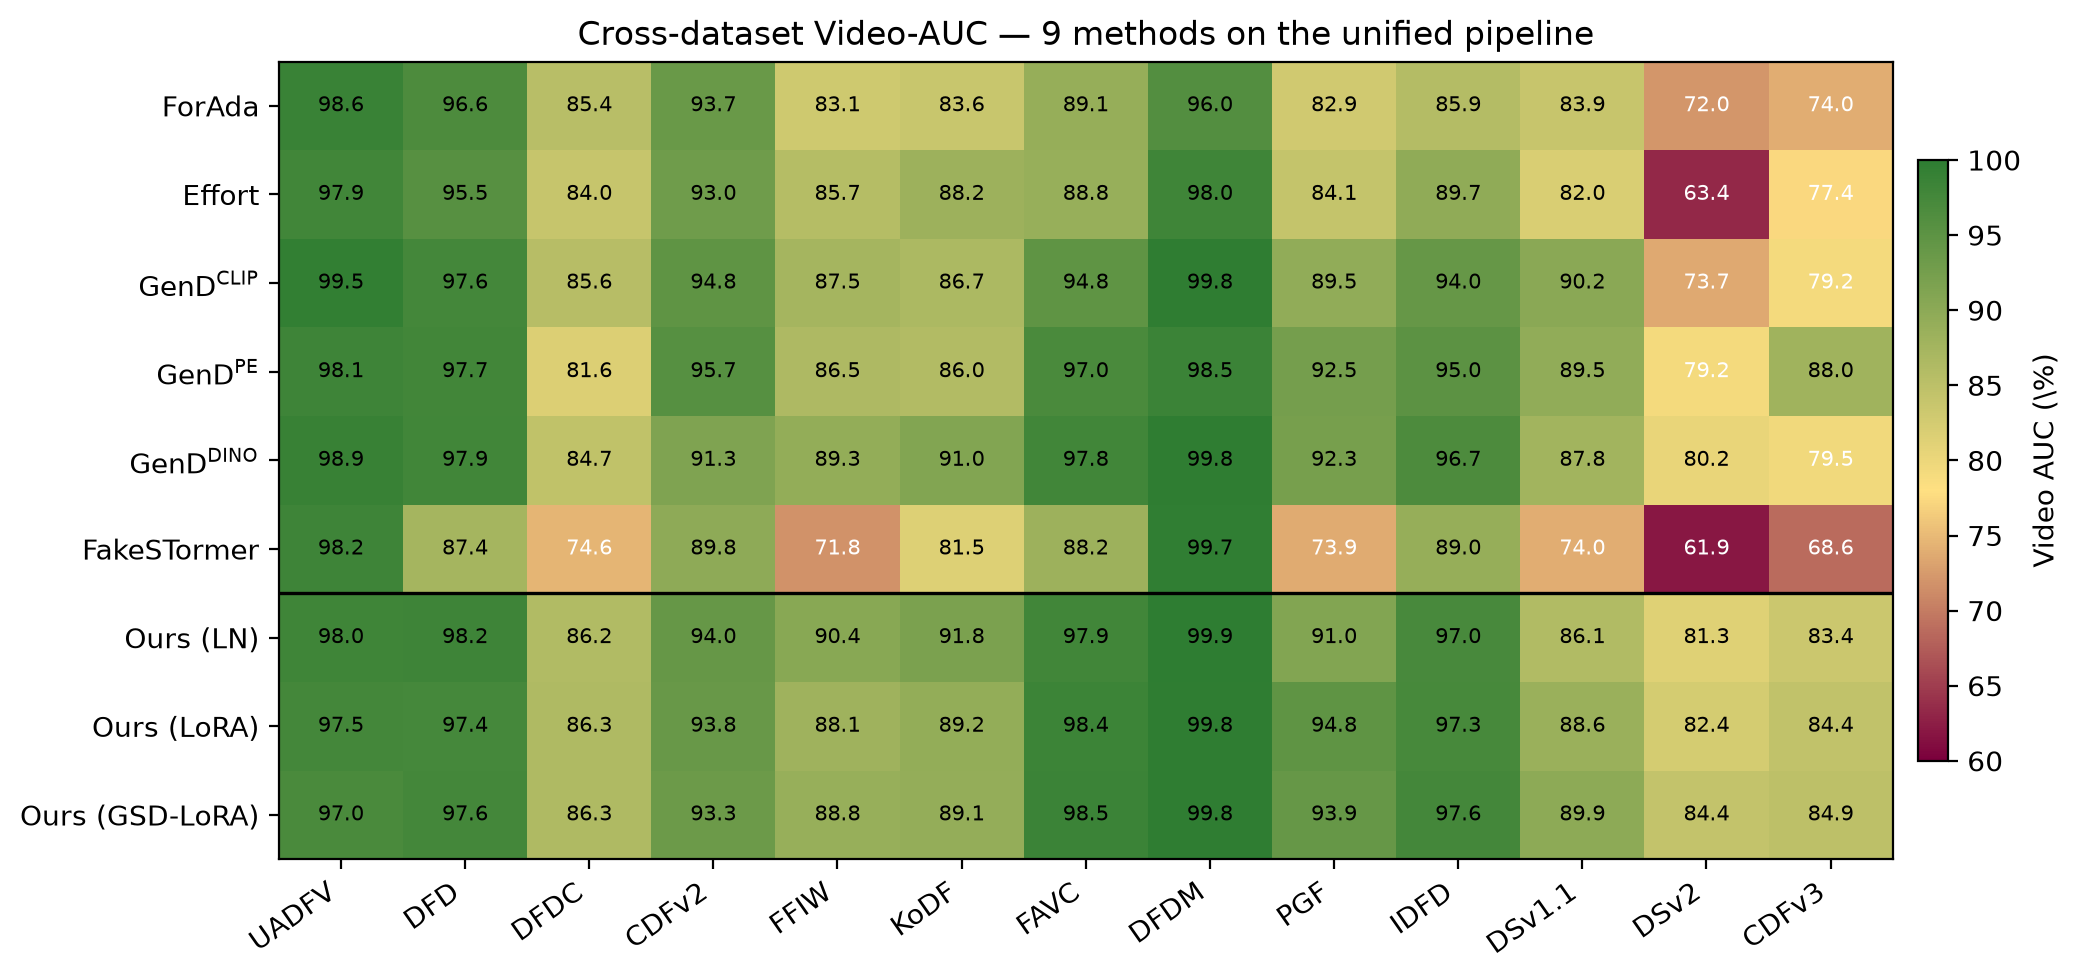 Cross-dataset Video-AUC — 9 methods on the unified pipeline
ForAda 98.6 96.6 85.4 93.7 83.1 83.6 89.1 96.0 82.9 85.9 83.9 72.0 74.0
Effort 97.9 95.5 84.0 93.0 85.7 88.2 88.8 98.0 84.1 89.7 82.0 63.4 77.4
GenD^CLIP 99.5 97.6 85.6 94.8 87.5 86.7 94.8 99.8 89.5 94.0 90.2 73.7 79.2
GenD^PE 98.1 97.7 81.6 95.7 86.5 86.0 97.0 98.5 92.5 95.0 89.5 79.2 88.0
GenD^DINO 98.9 97.9 84.7 91.3 89.3 91.0 97.8 99.8 92.3 96.7 87.8 80.2 79.5
FakeSTormer 98.2 87.4 74.6 89.8 71.8 81.5 88.2 99.7 73.9 89.0 74.0 61.9 68.6
Ours (LN) 98.0 98.2 86.2 94.0 90.4 91.8 97.9 99.9 91.0 97.0 86.1 81.3 83.4
Ours (LoRA) 97.5 97.4 86.3 93.8 88.1 89.2 98.4 99.8 94.8 97.3 88.6 82.4 84.4
Ours (GSD-LoRA) 97.0 97.6 86.3 93.3 88.8 89.1 98.5 99.8 93.9 97.6 89.9 84.4 84.9
UADFV DFD DFDC CDFv2 FFIW KoDF FAVC DFDM PGF IDFD DSv1.1 DSv2 CDFv3
100
95
90
85
80
75
70
65
60
Video AUC (\%)